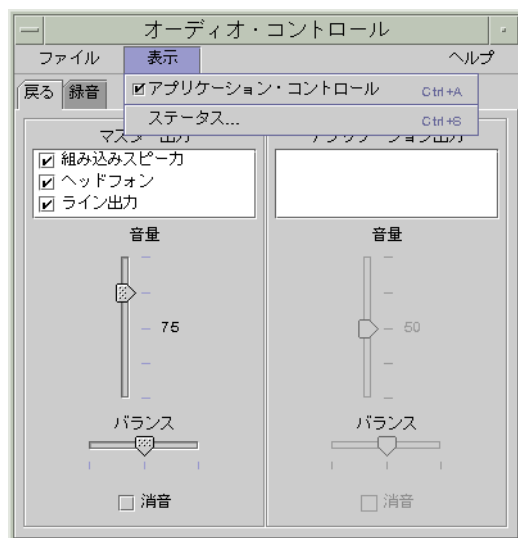 オーディオ・コントロール
ファイル 表示 ヘルプ
アプリケーション・コントロール Ctrl+A
ステータス... Ctrl+S
戻る 録音
組み込みスピーカ
ヘッドフォン
ライン出力
音量 音量
75 50
バランス バランス
消音 消音